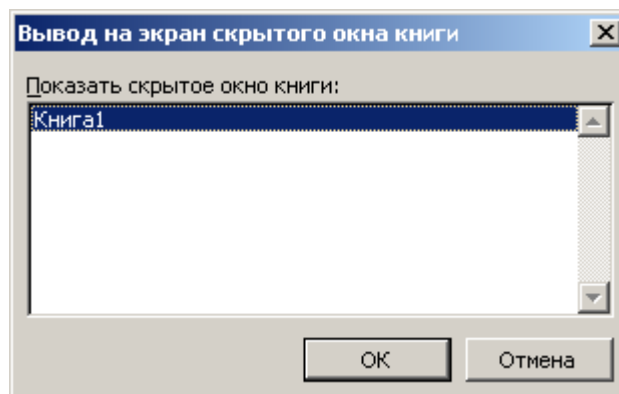 Вывод на экран скрытого окна книги
Показать скрытое окно книги:
Книга1
ОК Отмена